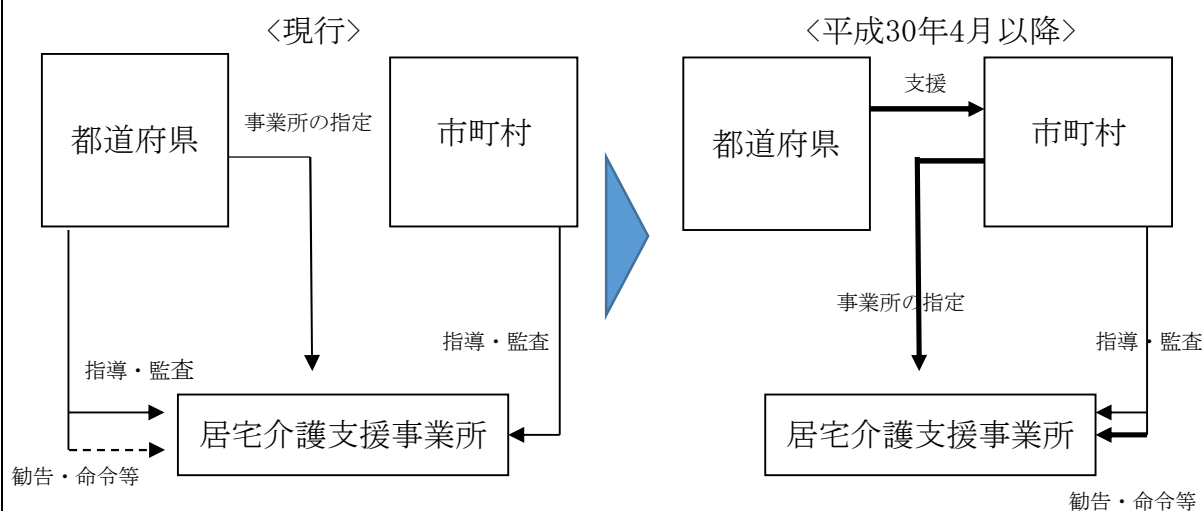 <現行>
都道府県
事業所の指定
市町村
指導・監査
指導・監査
居宅介護支援事業所
勧告・命令等
<平成30年4月以降>
都道府県
支援
市町村
事業所の指定
指導・監査
居宅介護支援事業所
勧告・命令等